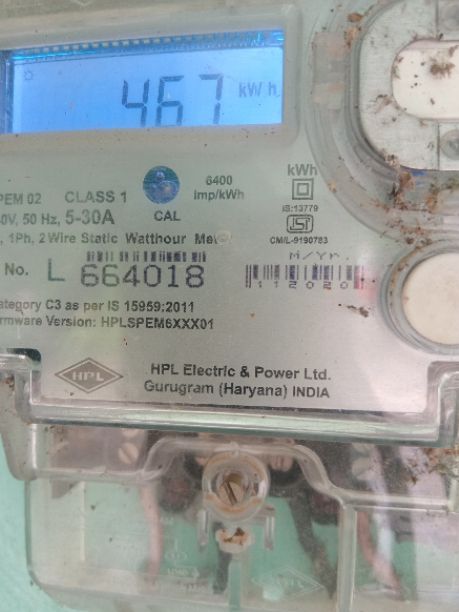 467 kWh
PEM 02 CLASS 1 6400 imp/kWh kWh
0V, 50 Hz, 5-30A CAL IS:13779
, 1Ph, 2 Wire Static Watthour CM/L-9190783
M/Yr.
No. L 664018 112020
ategory C3 as per IS 15959:2011
rmware Version: HPLSPEM6XXX01
HPL HPL Electric & Power Ltd.
Gurugram (Haryana) INDIA
HPL